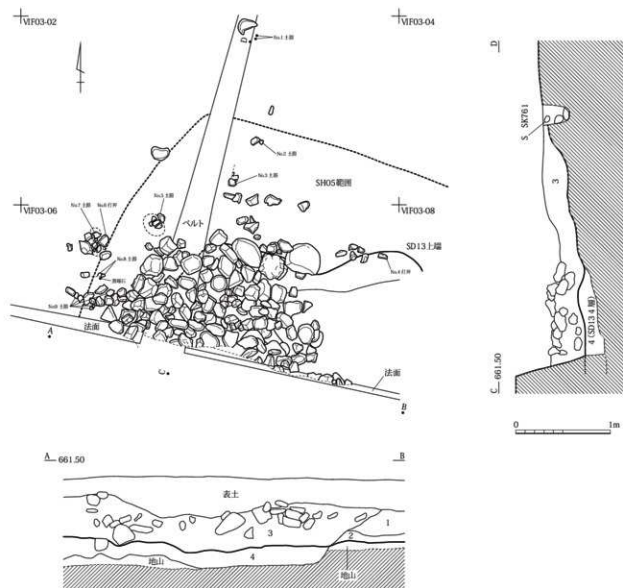 VIF03-02
VIF03-04
No.1土器
D
No.2土器
No.3土器
SH05範囲
VIF03-06
VIF03-08
No.7土器
No.6打斧
No.5土器
ベルト
SD13上端
No.8土器
黒曜石
No.4打斧
No.9土器
法面
A
C
法面
B
D
S SK761
3
4 (SD13 4層)
C 661.50
0 1m
A 661.50 B
表土
1
2
3
4
地山
地山